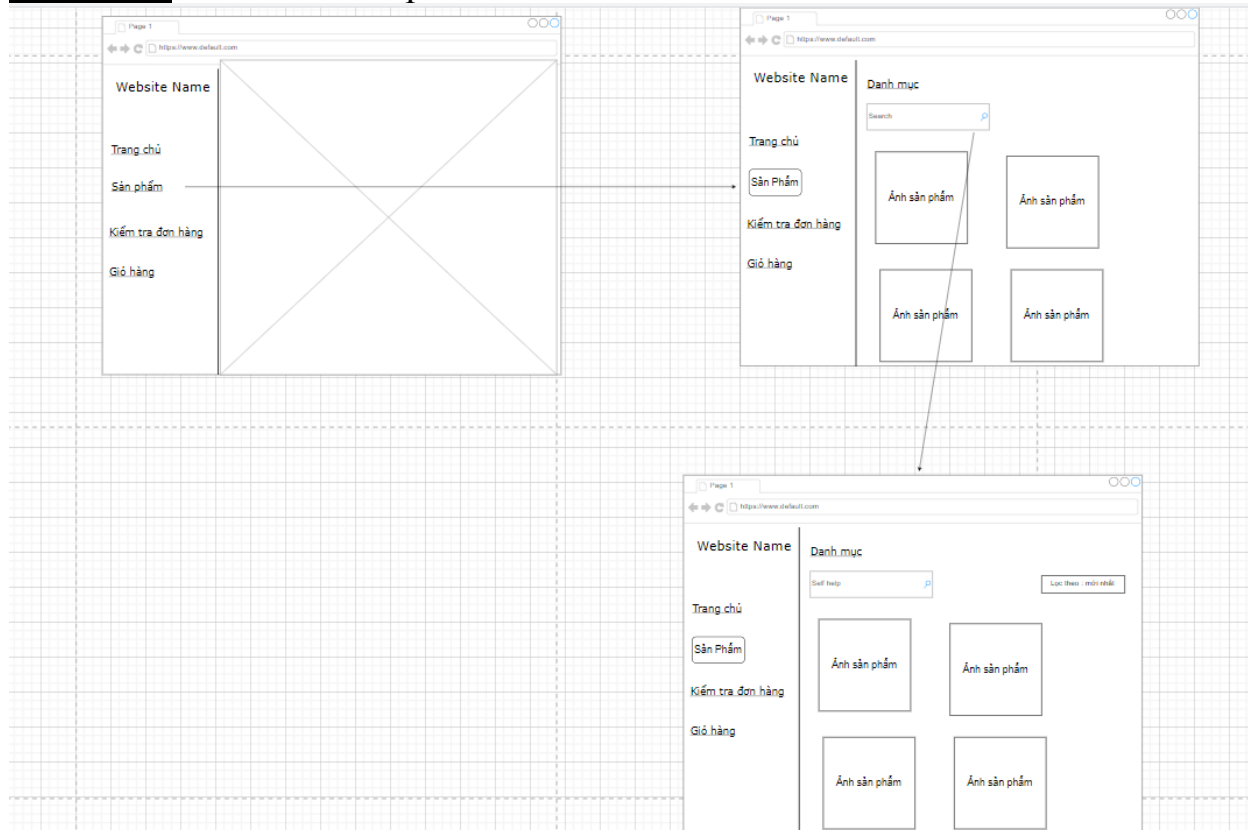 Page 1
https://www.default.com
Website Name
Trang chủ
Sản phẩm
Kiểm tra đơn hàng
Giỏ hàng
Page 1
https://www.default.com
Website Name
Danh mục
Search
Trang chủ
Sản Phẩm
Kiểm tra đơn hàng
Giỏ hàng
Ảnh sản phẩm
Ảnh sản phẩm
Ảnh sản phẩm
Ảnh sản phẩm
Page 1
https://www.default.com
Website Name
Danh mục
Self help
Lọc theo : mới nhất
Trang chủ
Sản Phẩm
Kiểm tra đơn hàng
Giỏ hàng
Ảnh sản phẩm
Ảnh sản phẩm
Ảnh sản phẩm
Ảnh sản phẩm